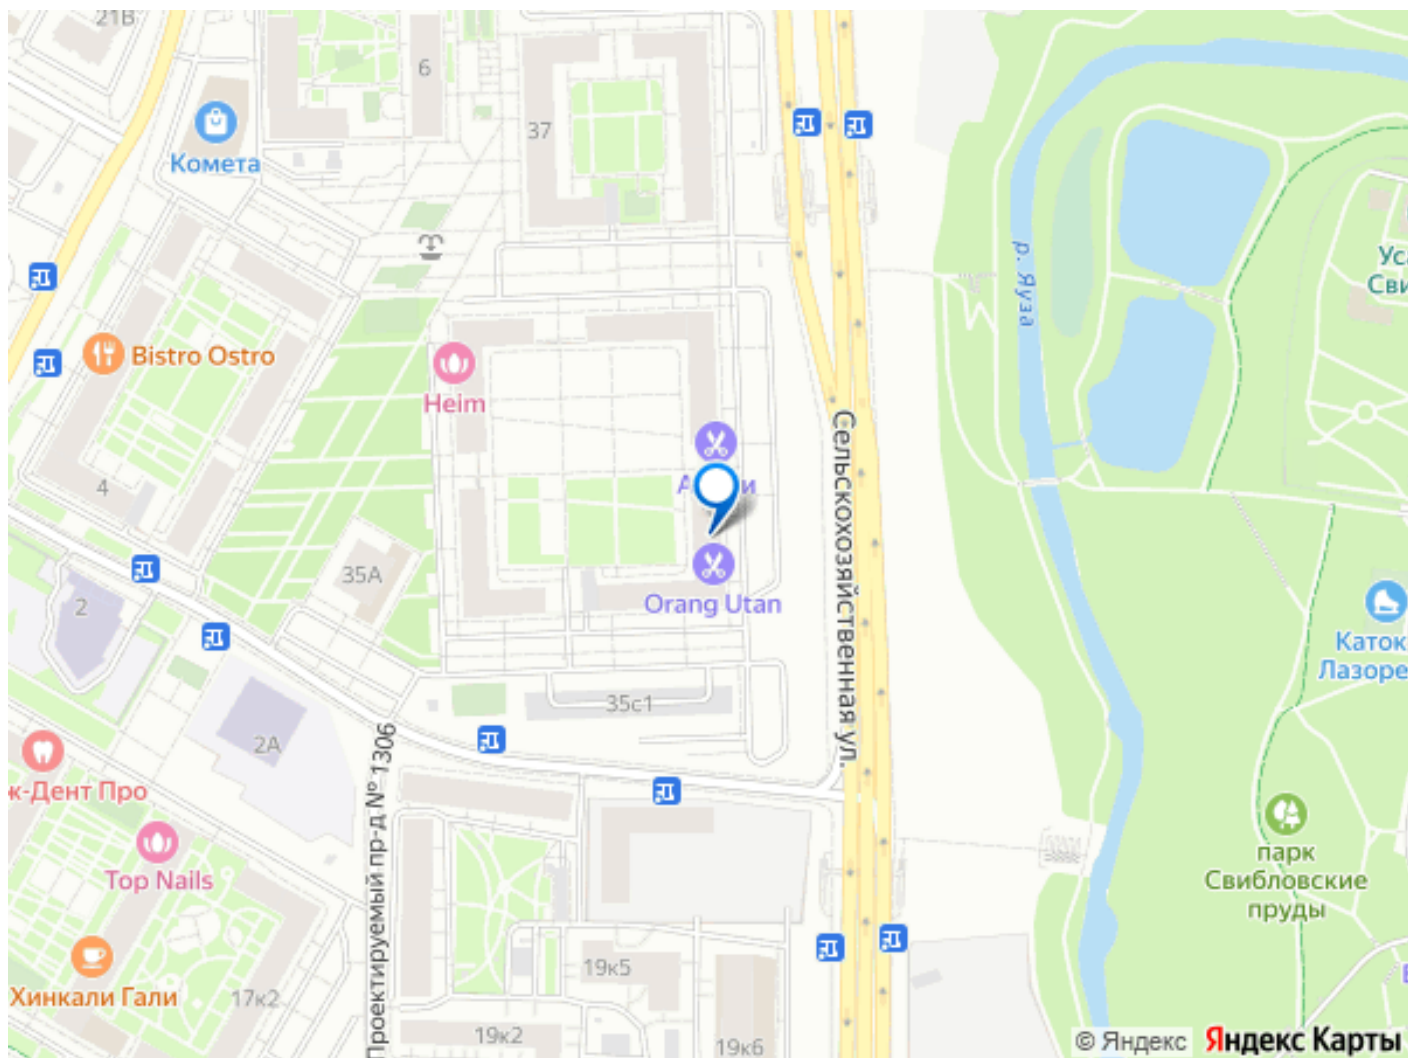 21В
6
37
Комета
р. Яуза
Bistro Ostro
Heim
Сельскохозяйственная ул.
4
35А
2
Orang Utan
Каток
Лазоре
35с1
2А
Проектируемый пр-д № 1306
ж-Дент Про
Top Nails
парк
Свибловские
пруды
Хинкали Гали
17к2
19к5
19к2
19к6
© Яндекс Яндекс Карты